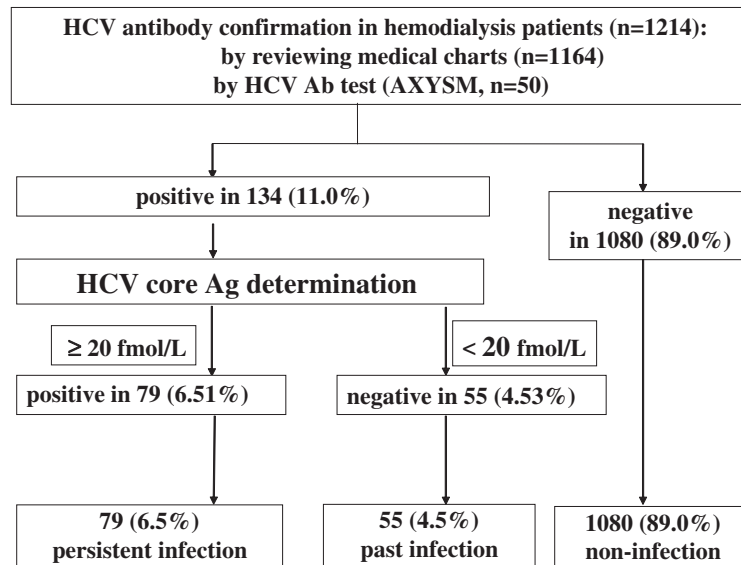 HCV antibody confirmation in hemodialysis patients (n=1214):
by reviewing medical charts (n=1164)
by HCV Ab test (AXYSM, n=50)
positive in 134 (11.0%)
negative
in 1080 (89.0%)
HCV core Ag determination
≥ 20 fmol/L
< 20 fmol/L
positive in 79 (6.51%)
negative in 55 (4.53%)
79 (6.5%)
persistent infection
55 (4.5%)
past infection
1080 (89.0%)
non-infection